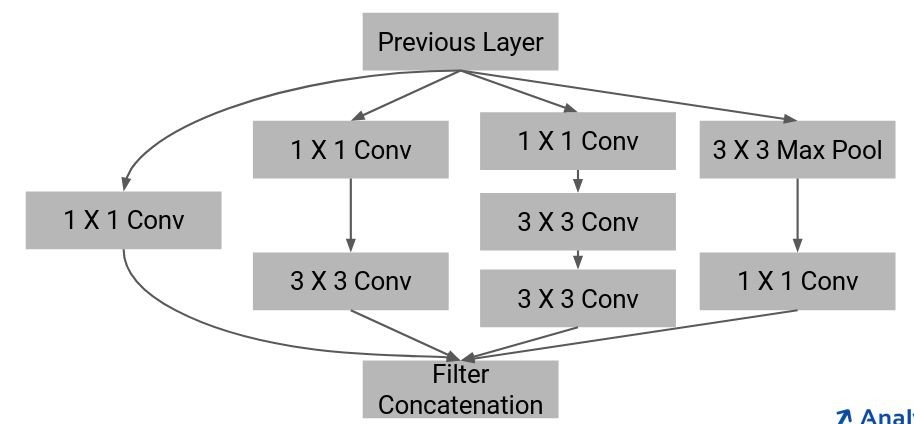 Previous Layer
1 X 1 Conv
1 X 1 Conv
3 X 3 Max Pool
1 X 1 Conv
3 X 3 Conv
3 X 3 Conv
1 X 1 Conv
3 X 3 Conv
Filter
Concatenation